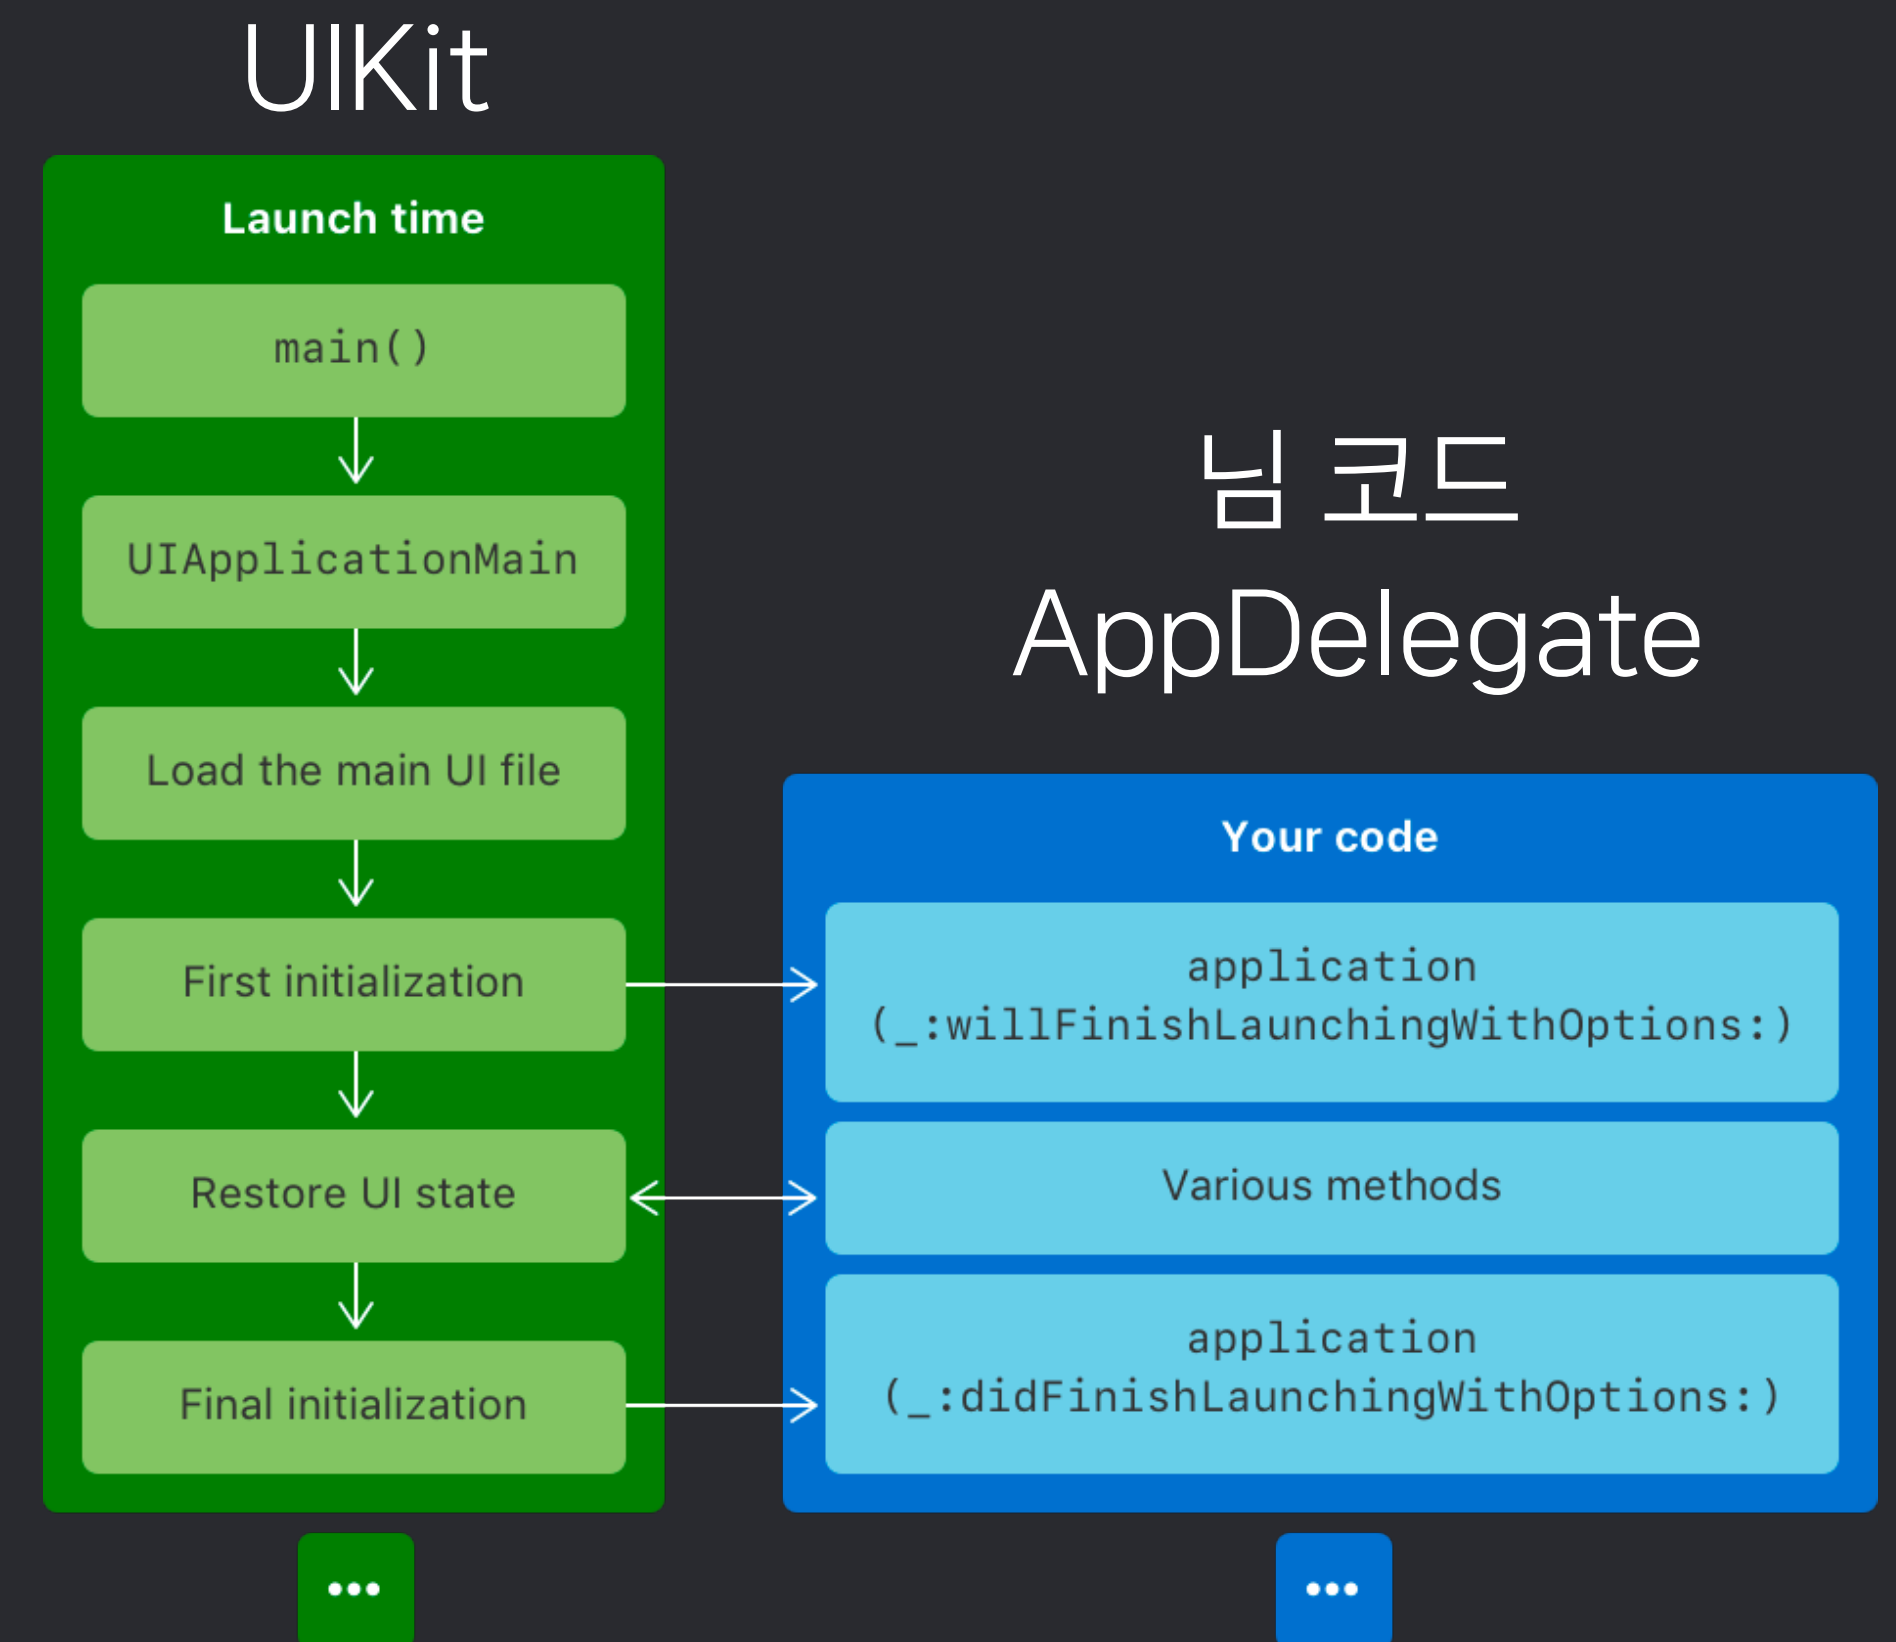 UIKit
Launch time
main()
UIApplicationMain
Load the main UI file
First initialization
Restore UI state
Final initialization
•••
님 코드
AppDelegate
Your code
application
(_:willFinishLaunchingWithOptions:)
Various methods
application
(_:didFinishLaunchingWithOptions:)
•••